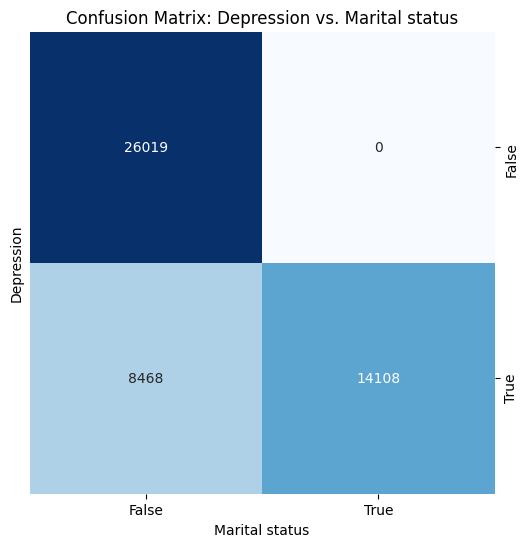 Confusion Matrix: Depression vs. Marital status
26019
0
False
Depression
8468
14108
True
False
True
Marital status